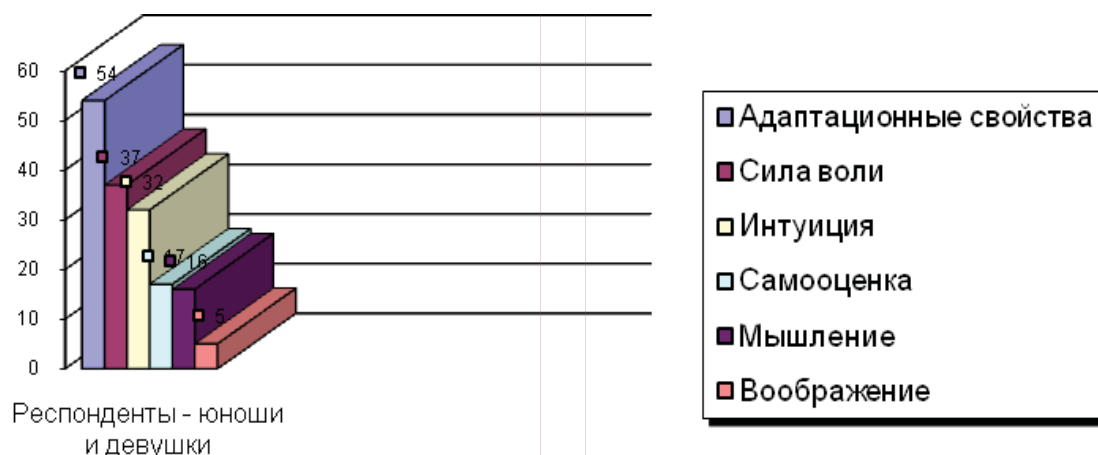 60
50
40
30
20
10
0
54
37
32
17
16
5
Респонденты - юноши
и девушки
Адаптационные свойства
Сила воли
Интуиция
Самооценка
Мышление
Воображение